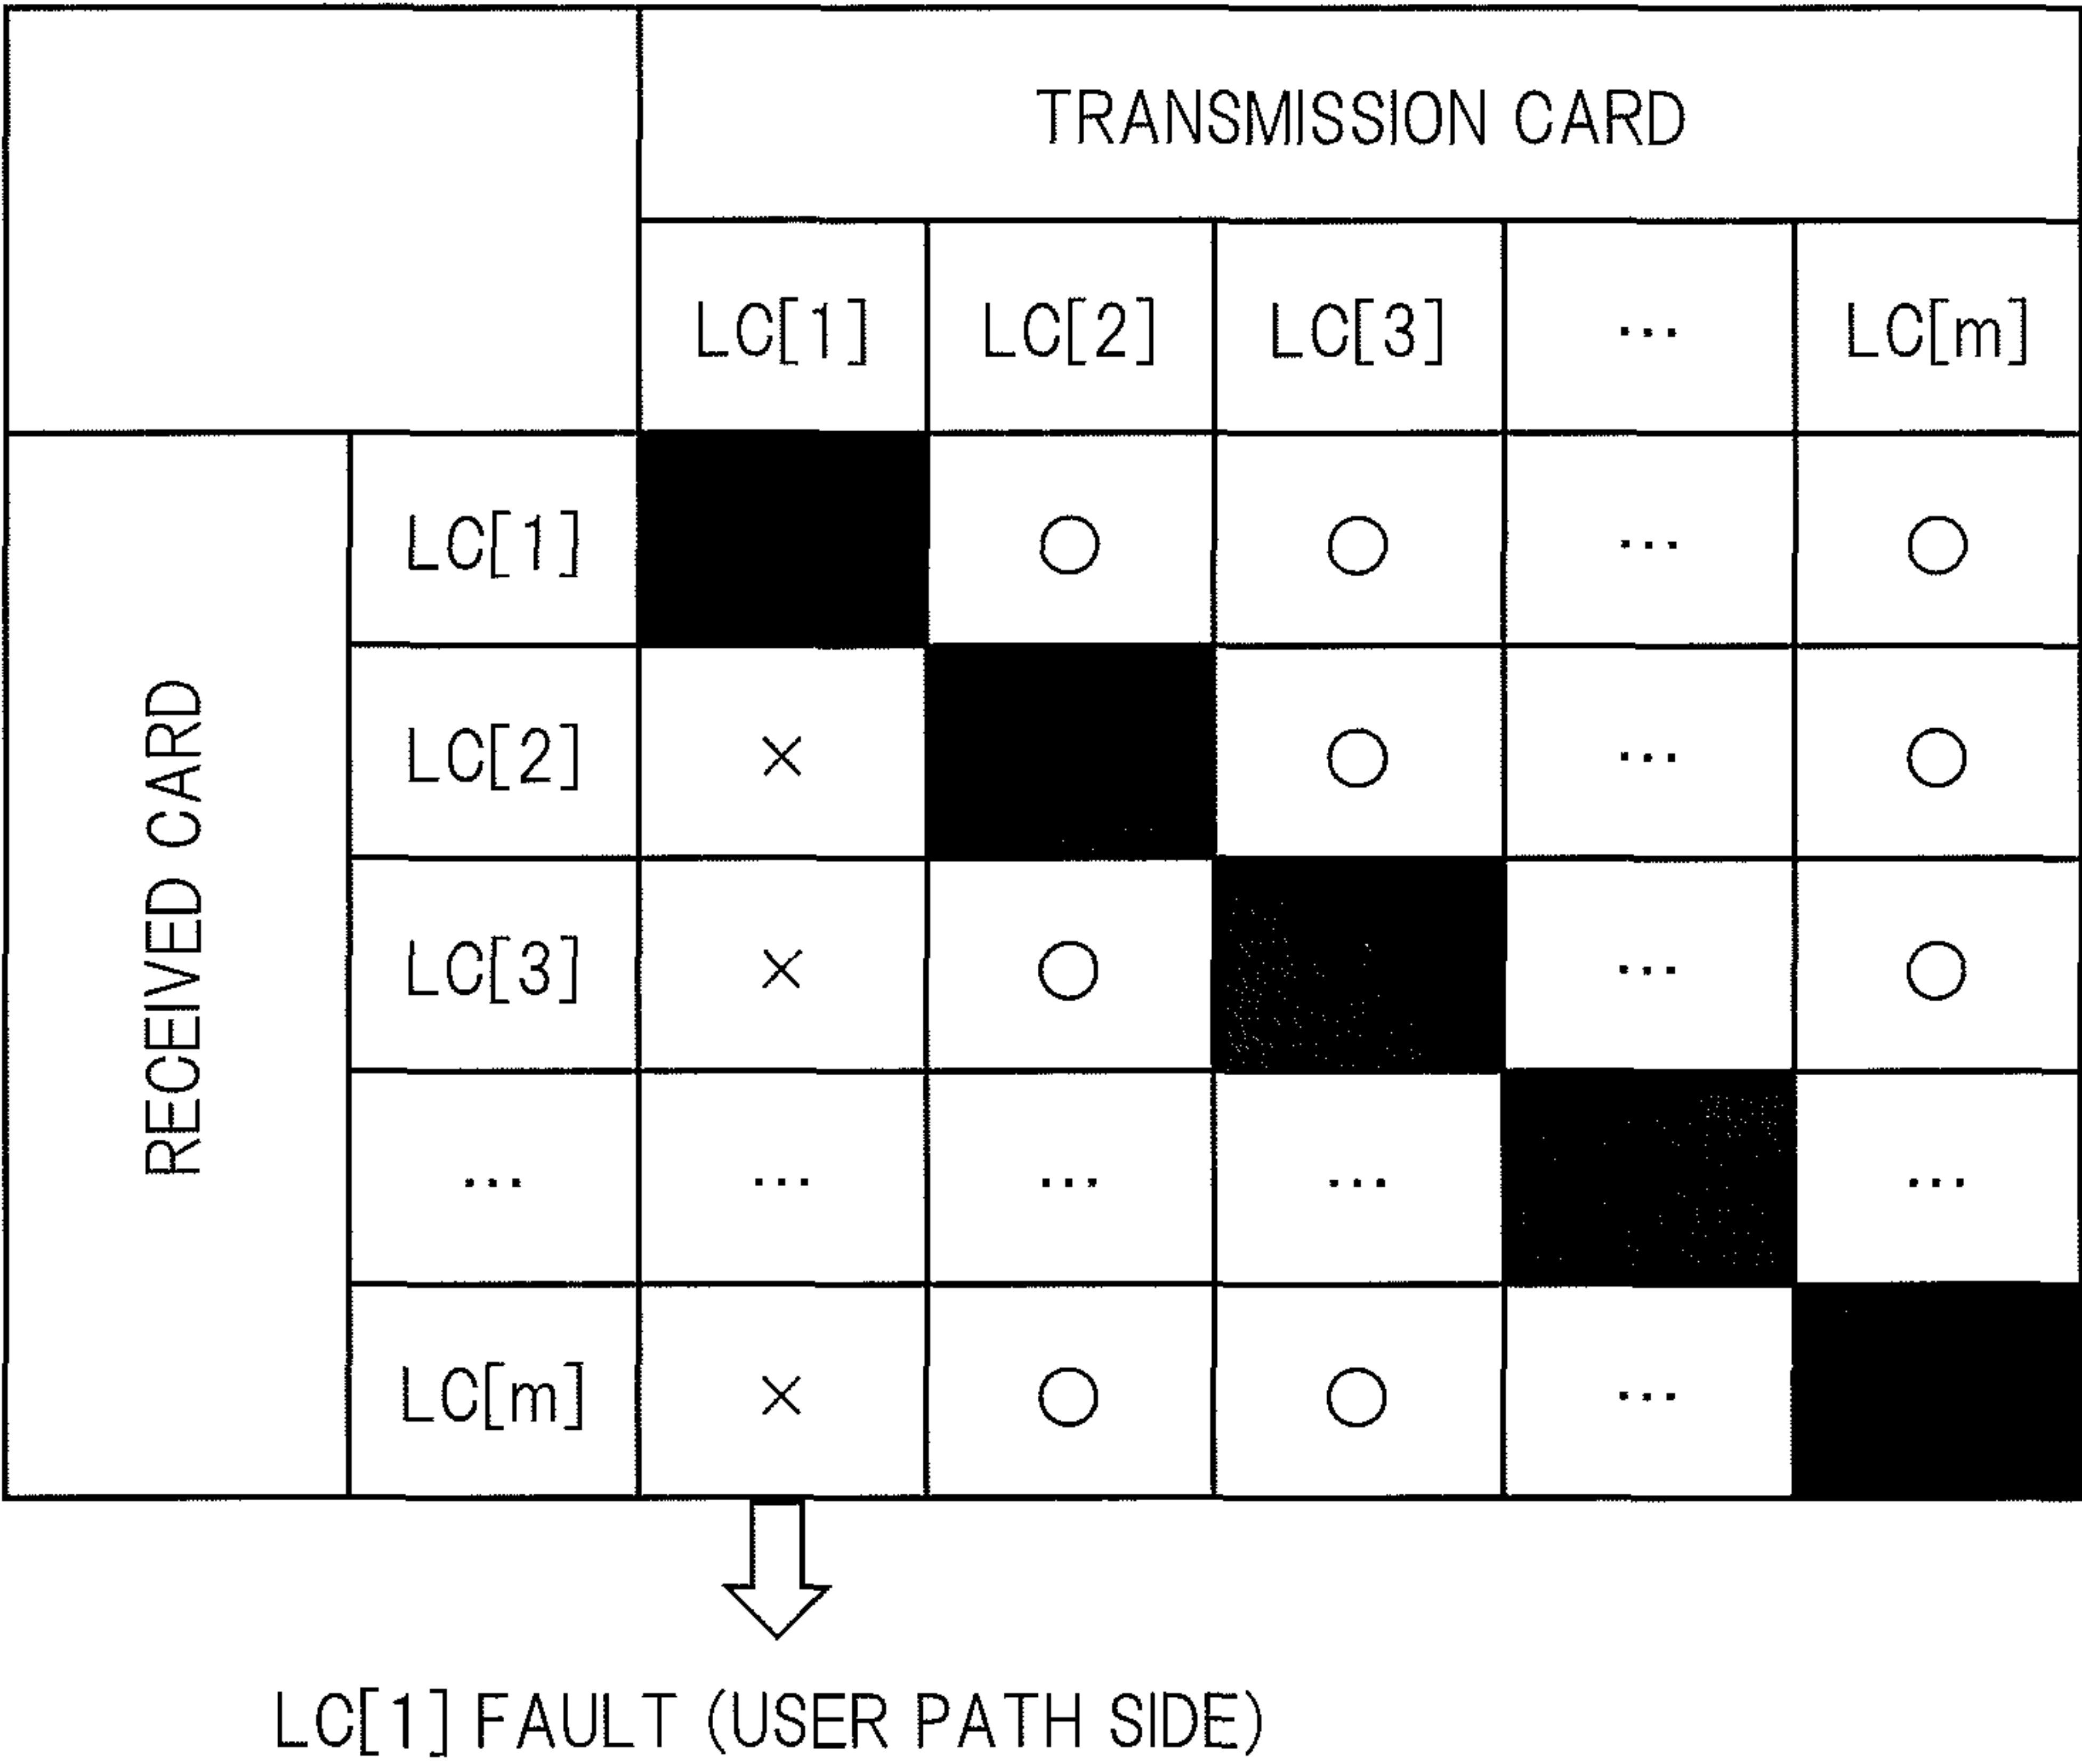 TRANSMISSION CARD
LC[1] LC[2] LC[3] ... LC[m]
RECEIVED CARD
LC[1] ○ ○ ... ○
LC[2] × ○ ... ○
LC[3] × ○ ... ○
... ... ... ... ...
LC[m] × ○ ○ ...
LC[1] FAULT (USER PATH SIDE)